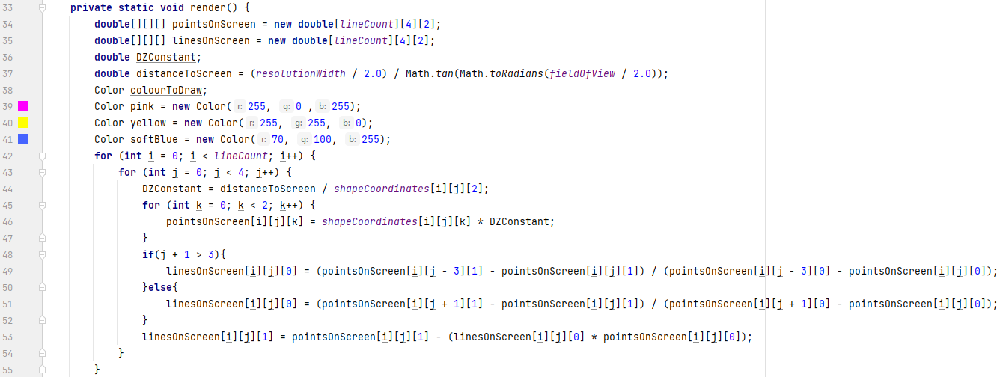 33 private static void render() {
34 double[][][] pointsOnScreen = new double[lineCount][4][2];
35 double[][][] linesOnScreen = new double[lineCount][4][2];
36 double DZConstant;
37 double distanceToScreen = (resolutionWidth / 2.0) / Math.tan(Math.toRadians(fieldOfView / 2.0));
38 Color colourToDraw;
39 Color pink = new Color( r: 255, g: 0 , b: 255);
40 Color yellow = new Color( r: 255, g: 255, b: 0);
41 Color softBlue = new Color( r: 70, g: 100, b: 255);
42 for (int i = 0; i < lineCount; i++) {
43 for (int j = 0; j < 4; j++) {
44 DZConstant = distanceToScreen / shapeCoordinates[i][j][2];
45 for (int k = 0; k < 2; k++) {
46 pointsOnScreen[i][j][k] = shapeCoordinates[i][j][k] * DZConstant;
47 }
48 if(j + 1 > 3){
49 linesOnScreen[i][j][0] = (pointsOnScreen[i][j - 3][1] - pointsOnScreen[i][j][1]) / (pointsOnScreen[i][j - 3][0] - pointsOnScreen[i][j][0]);
50 }else{
51 linesOnScreen[i][j][0] = (pointsOnScreen[i][j + 1][1] - pointsOnScreen[i][j][1]) / (pointsOnScreen[i][j + 1][0] - pointsOnScreen[i][j][0]);
52 }
53 linesOnScreen[i][j][1] = pointsOnScreen[i][j][1] - (linesOnScreen[i][j][0] * pointsOnScreen[i][j][0]);
54 }
55 }